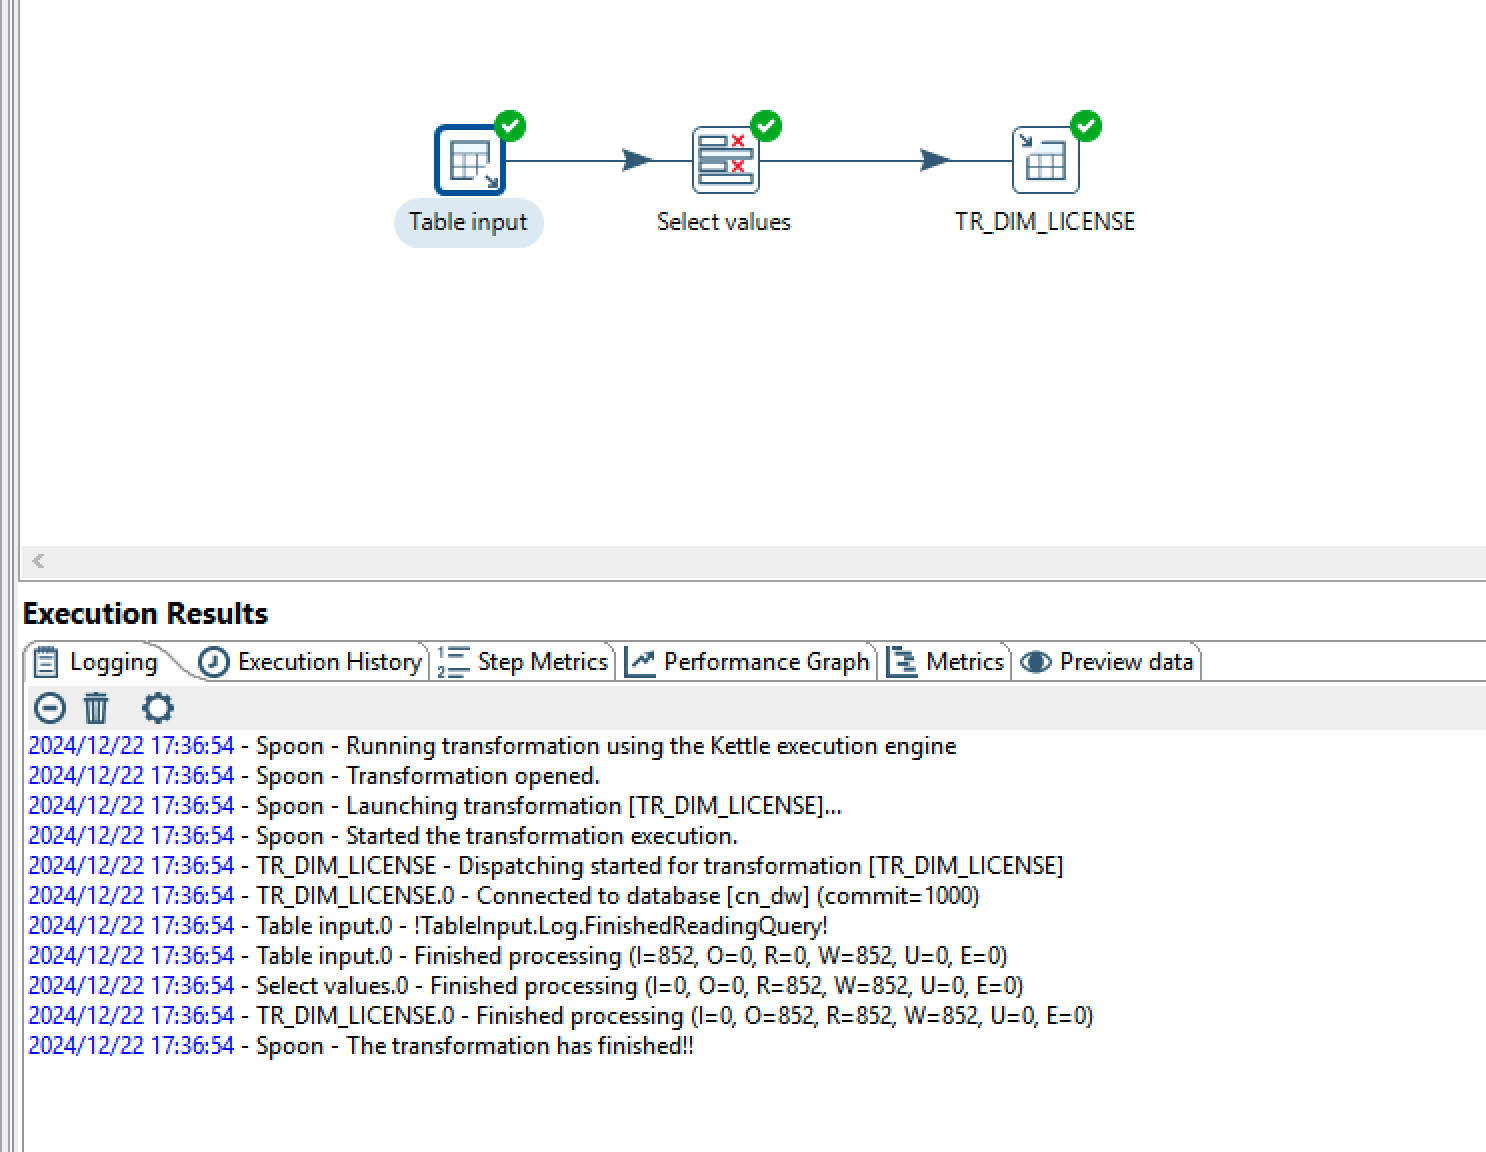 Table input
Select values
TR_DIM_LICENSE
Execution Results
Logging
Execution History
Step Metrics
Performance Graph
Metrics
Preview data
2024/12/22 17:36:54 - Spoon - Running transformation using the Kettle execution engine
2024/12/22 17:36:54 - Spoon - Transformation opened.
2024/12/22 17:36:54 - Spoon - Launching transformation [TR_DIM_LICENSE]...
2024/12/22 17:36:54 - Spoon - Started the transformation execution.
2024/12/22 17:36:54 - TR_DIM_LICENSE - Dispatching started for transformation [TR_DIM_LICENSE]
2024/12/22 17:36:54 - TR_DIM_LICENSE.0 - Connected to database [cn_dw] (commit=1000)
2024/12/22 17:36:54 - Table input.0 - !TableInput.Log.FinishedReadingQuery!
2024/12/22 17:36:54 - Table input.0 - Finished processing (I=852, O=0, R=0, W=852, U=0, E=0)
2024/12/22 17:36:54 - Select values.0 - Finished processing (I=0, O=0, R=852, W=852, U=0, E=0)
2024/12/22 17:36:54 - TR_DIM_LICENSE.0 - Finished processing (I=0, O=852, R=852, W=852, U=0, E=0)
2024/12/22 17:36:54 - Spoon - The transformation has finished!!